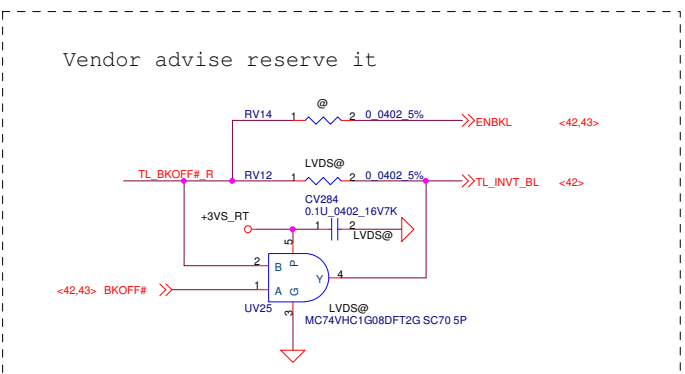 Vendor advise reserve it
@
RV14 1 2 0_0402_5% ENBKL <42,43>
LVDS@
TL_BKOFF#_R RV12 1 2 0_0402_5% TL_INVT_BL <42>
CV284
0.1U_0402_16V7K
+3VS_RT 1 2
LVDS@
5
P
2 B
Y 4
<42,43> BKOFF# 1 A G
UV25 3 LVDS@
MC74VHC1G08DFT2G SC70 5P